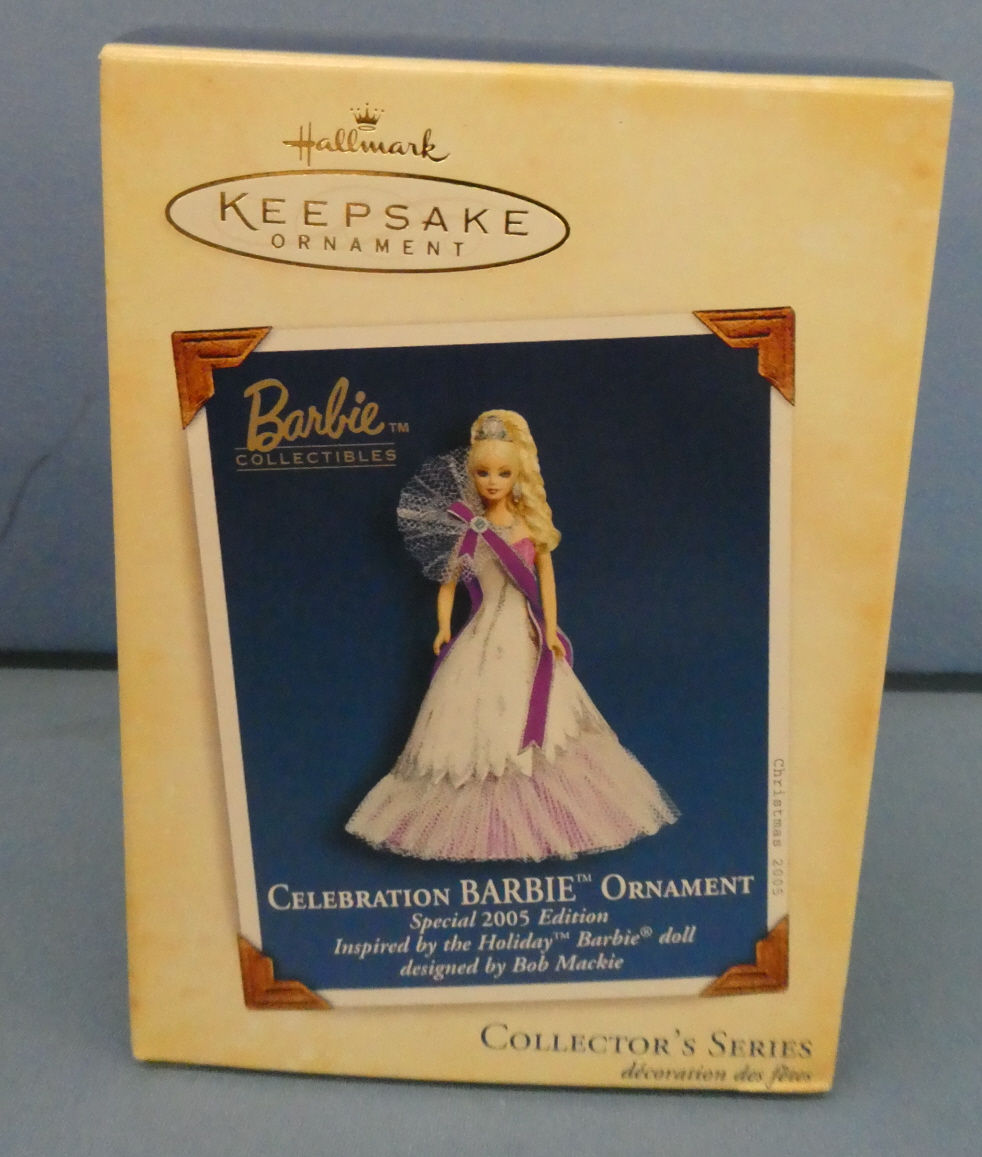 Hallmark
KEEPSAKE
ORNAMENT
Barbie™
COLLECTIBLES
Christmas 2005
CELEBRATION BARBIE™ ORNAMENT
Special 2005 Edition
Inspired by the Holiday™ Barbie® doll
designed by Bob Mackie
COLLECTOR'S SERIES
décoration des fêtes